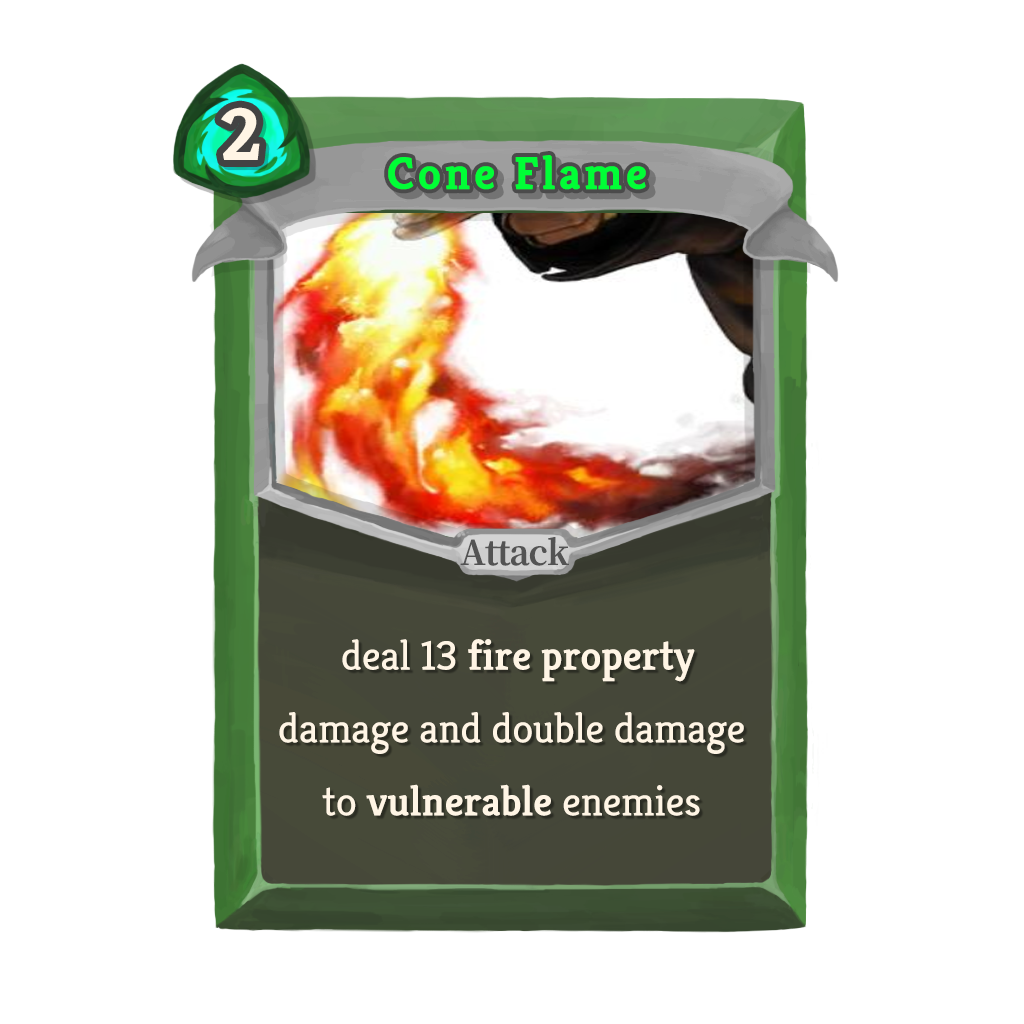 2
Cone Flame
Attack
deal 13 fire property
damage and double damage
to vulnerable enemies